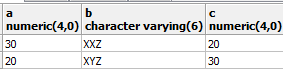 a b c
numeric(4,0) character varying(6) numeric(4,0)
30 XXZ 20
20 XYZ 30